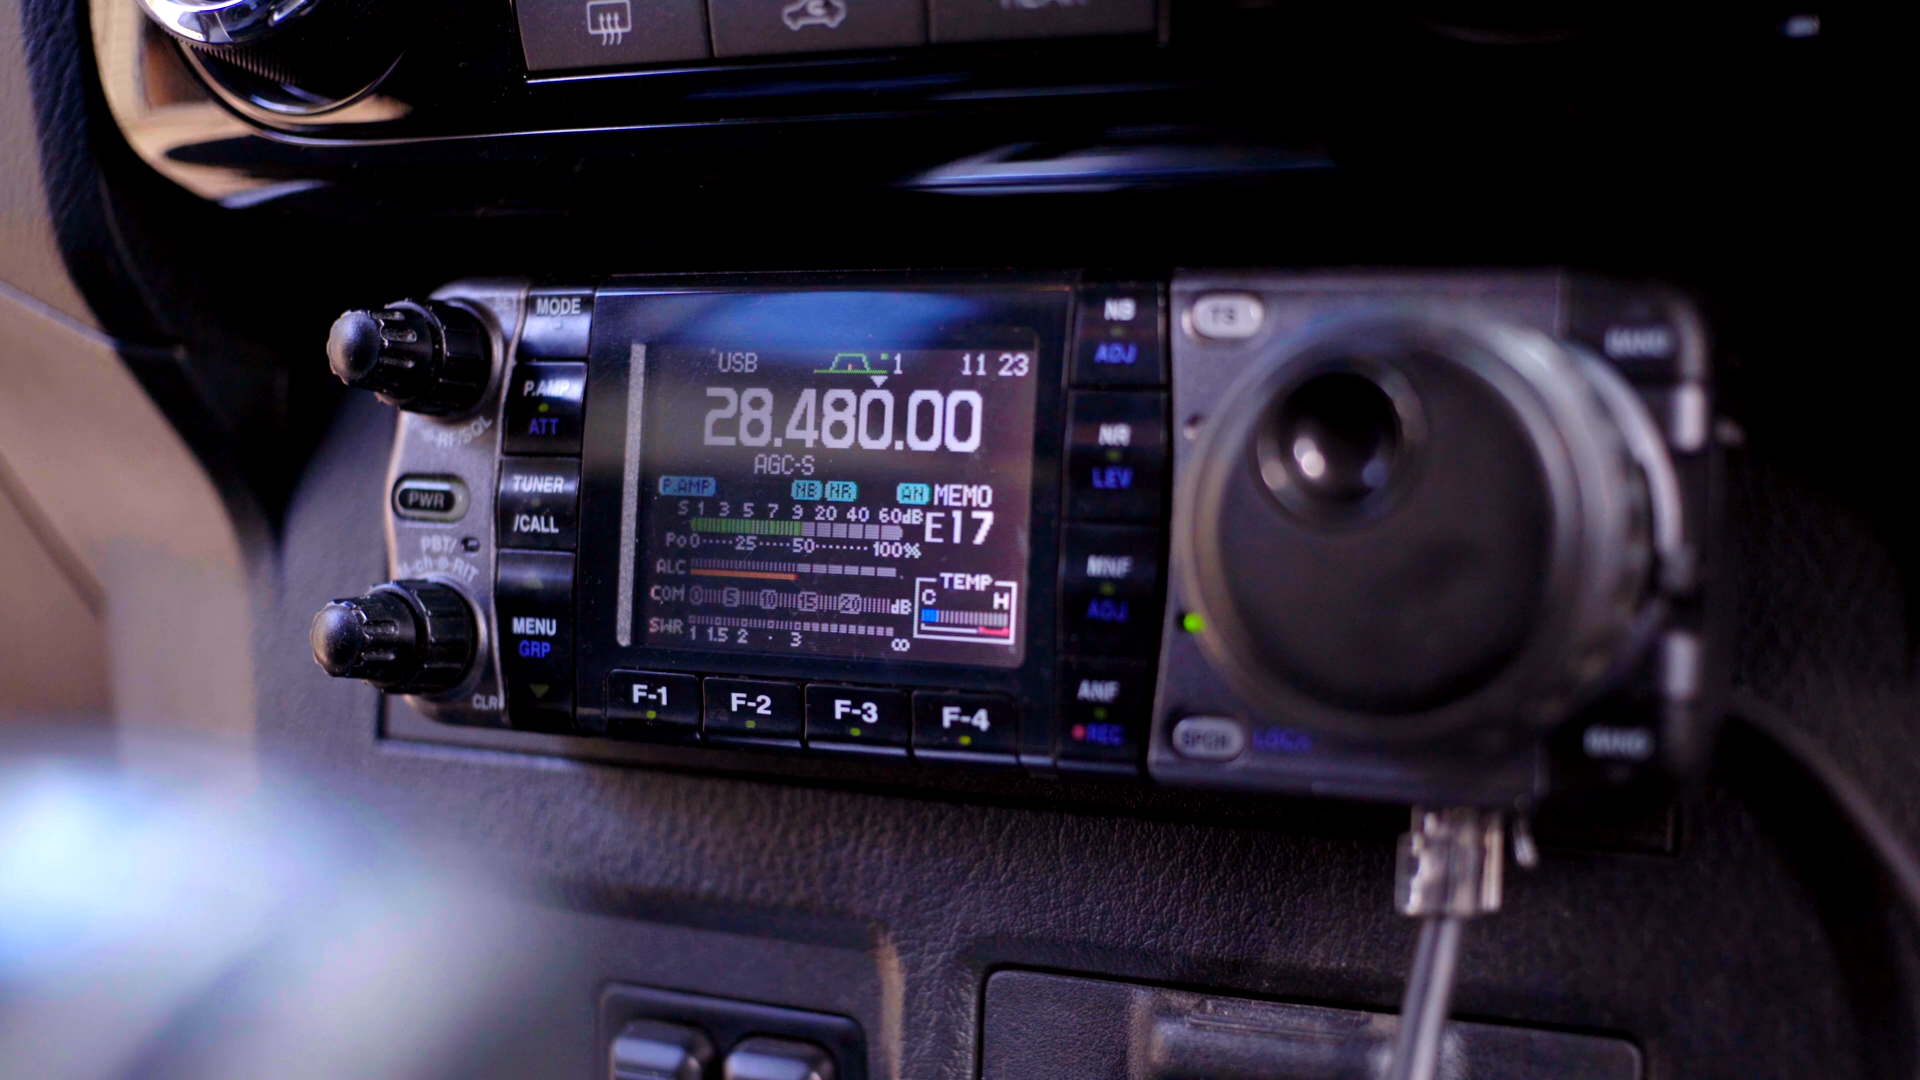 MODE
P.AMP
ATT
TUNER
/CALL
MENU
GRP
RF/SQL
PWR
PBT/
M-ch RIT
CLR
USB 1 11 23
28.480.00
AGC-S
P.AMP NB NR AN MEMO
S 1 3 5 7 9 20 40 60dB
E17
Po 0 25 50 100%
ALC
COM 0 5 10 15 20 dB
SWR 1 1.5 2 3 ∞
TEMP
C H
F-1 F-2 F-3 F-4
NB
ADJ
NR
LEV
MNF
ADJ
ANF
REC
TS
SPCH LOCK
BAND
BAND